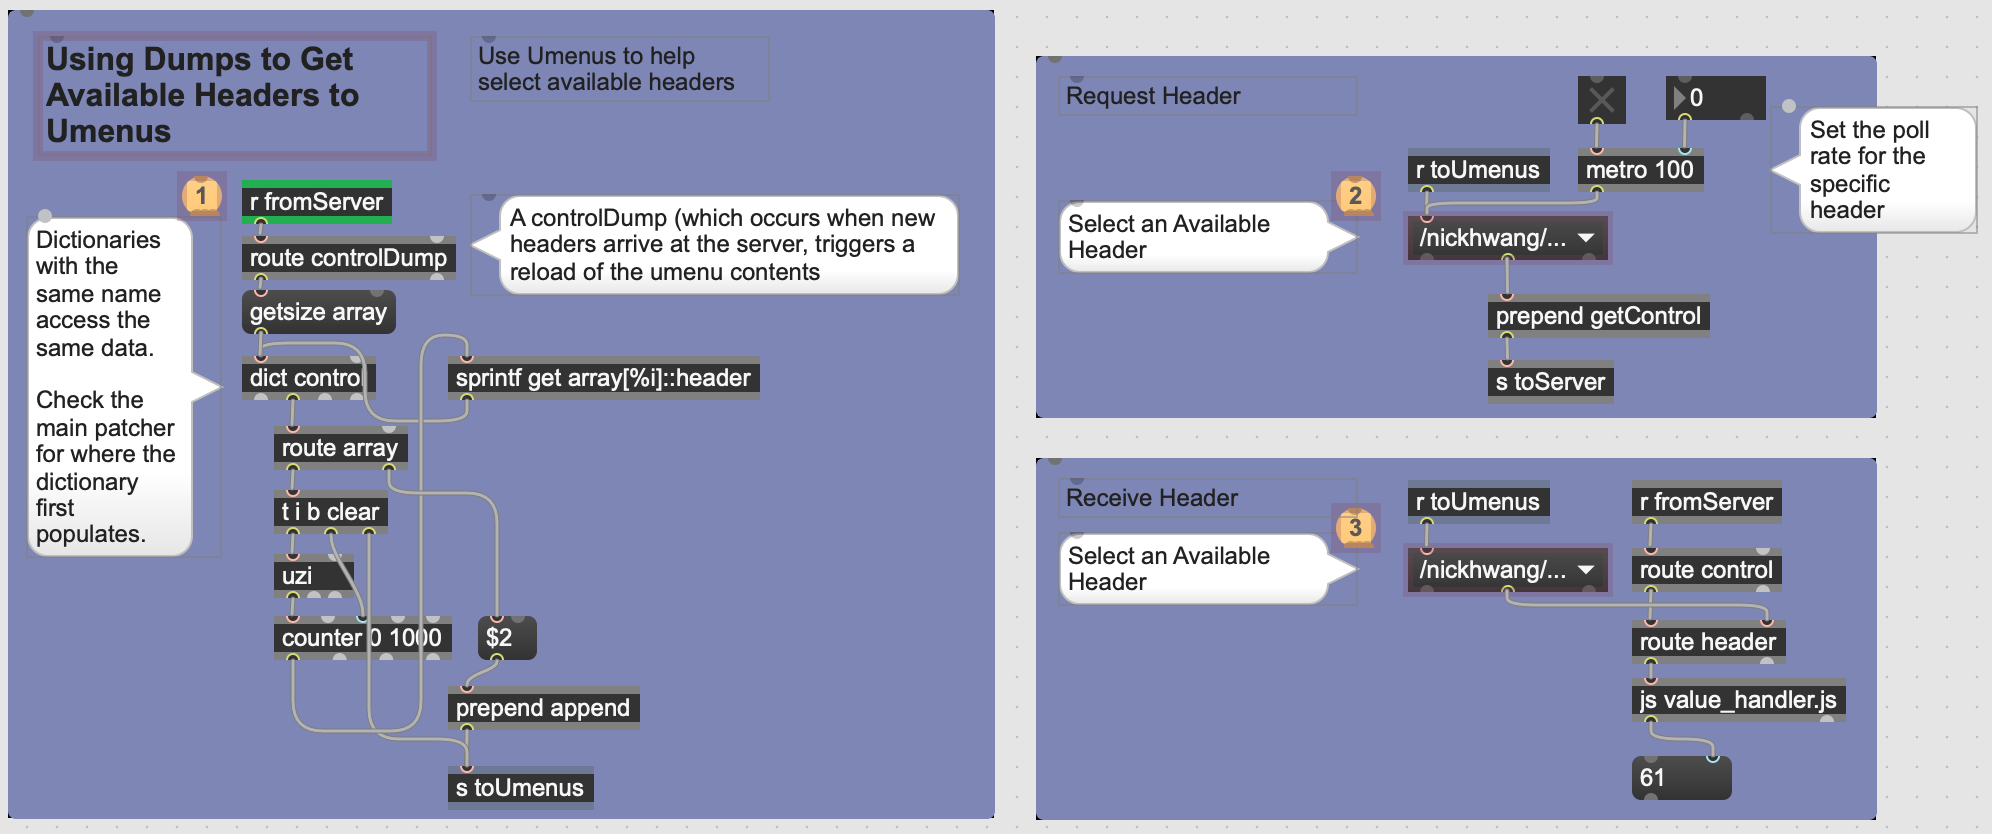 Using Dumps to Get
Available Headers to
Umenus
Use Umenus to help
select available headers
1
r fromServer
route controlDump
getsize array
dict control
sprintf get array[%i]::header
route array
t i b clear
uzi
counter 0 1000
$2
prepend append
s toUmenus
Dictionaries
with the
same name
access the
same data.
Check the
main patcher
for where the
dictionary
first
populates.
A controlDump (which occurs when new
headers arrive at the server, triggers a
reload of the umenu contents
Request Header
0
Set the poll
rate for the
specific
header
r toUmenus
metro 100
2
Select an Available
Header
/nickhwang/...
prepend getControl
s toServer
Receive Header
3
Select an Available
Header
r toUmenus
r fromServer
/nickhwang/...
route control
route header
js value_handler.js
61